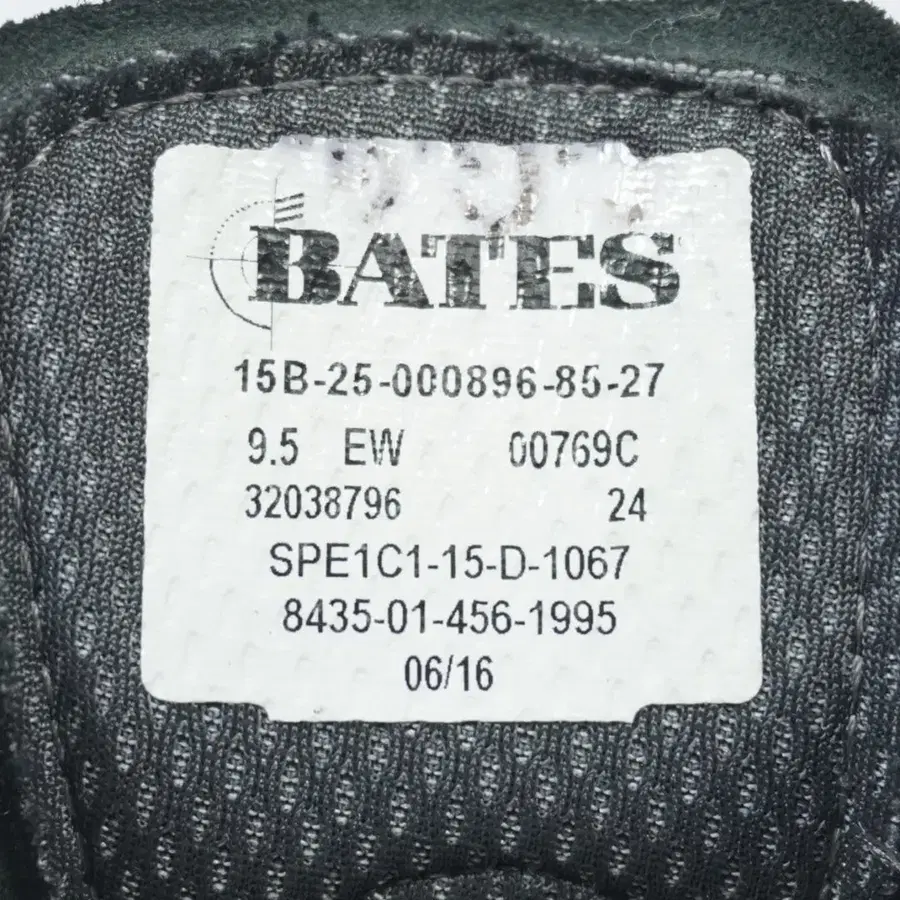 BATES
15B-25-000896-85-27
9.5 EW 00769C
32038796 24
SPE1C1-15-D-1067
8435-01-456-1995
06/16